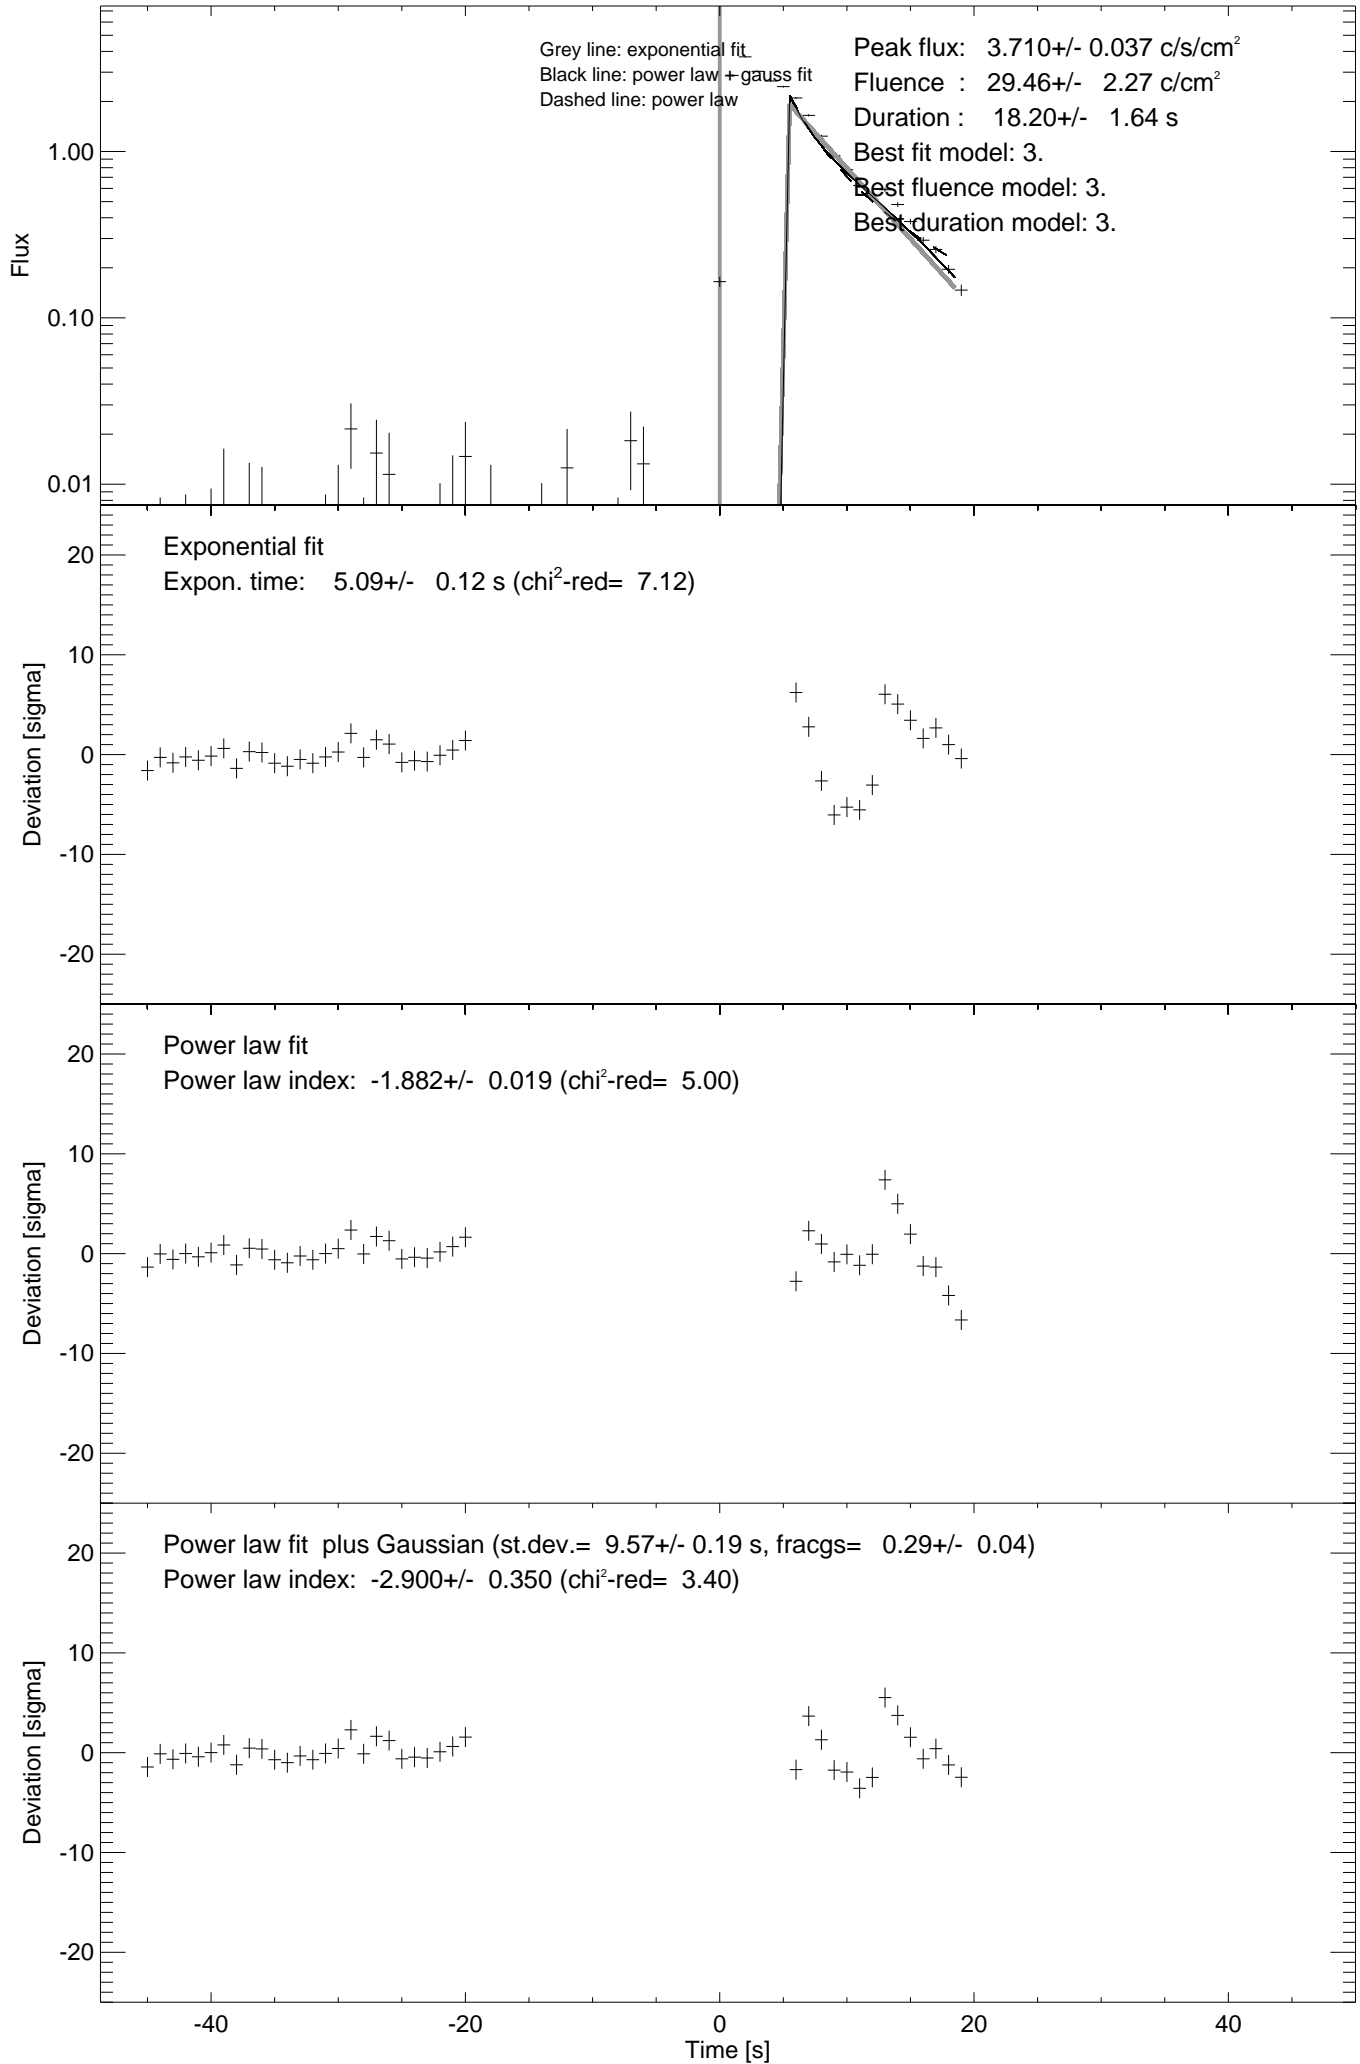 Grey line: exponential fit
Black line: power law + gauss fit
Dashed line: power law
Peak flux: 3.710+/- 0.037 c/s/cm²
Fluence : 29.46+/- 2.27 c/cm²
Duration : 18.20+/- 1.64 s
Best fit model: 3.
Best fluence model: 3.
Best duration model: 3.
Flux
1.00
0.10
0.01
Exponential fit
Expon. time: 5.09+/- 0.12 s (chi²-red= 7.12)
Deviation [sigma]
20
10
0
-10
-20
Power law fit
Power law index: -1.882+/- 0.019 (chi²-red= 5.00)
Deviation [sigma]
20
10
0
-10
-20
Power law fit plus Gaussian (st.dev.= 9.57+/- 0.19 s, fracgs= 0.29+/- 0.04)
Power law index: -2.900+/- 0.350 (chi²-red= 3.40)
Deviation [sigma]
20
10
0
-10
-20
-40 -20 0 20 40
Time [s]